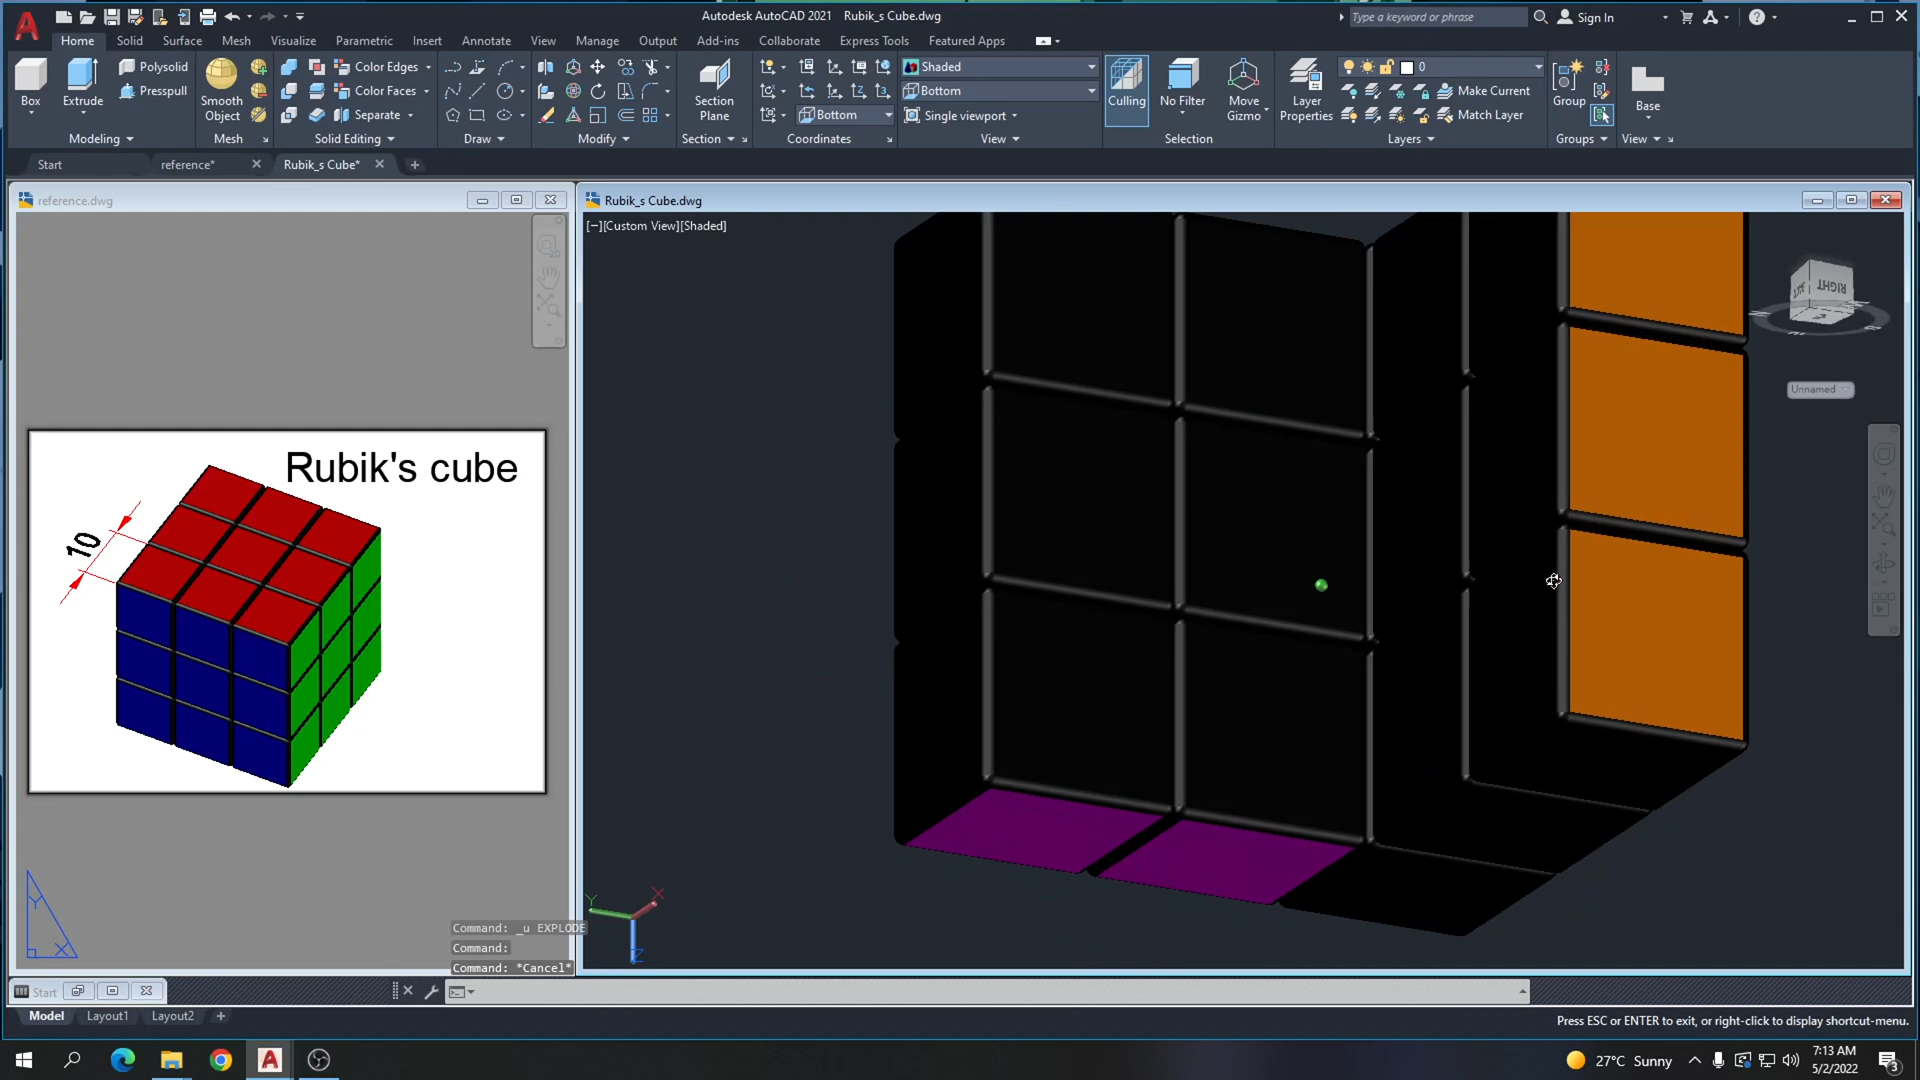 Autodesk AutoCAD 2021 Rubik_s Cube.dwg
Type a keyword or phrase
Sign In
Home Solid Surface Mesh Visualize Parametric Insert Annotate View Manage Output Add-ins Collaborate Express Tools Featured Apps
Polysolid
Presspull
Box
Extrude
Smooth Object
Color Edges
Color Faces
Separate
Section Plane
Bottom
Shaded
Bottom
Single viewport
Culling
No Filter
Move Gizmo
Layer Properties
0
Make Current
Match Layer
Group
Base
Modeling Mesh Solid Editing Draw Modify Section Coordinates View Selection Layers Groups View
Start reference* Rubik_s Cube*
reference.dwg
Rubik_s Cube.dwg
[−][Custom View][Shaded]
RIGHT
Unnamed
Rubik's cube
10
Y
X
Y
X
Z
Command: _u EXPLODE
Command:
Command: *Cancel*
Start
Model Layout1 Layout2
Press ESC or ENTER to exit, or right-click to display shortcut-menu.
27°C Sunny
7:13 AM
5/2/2022
3